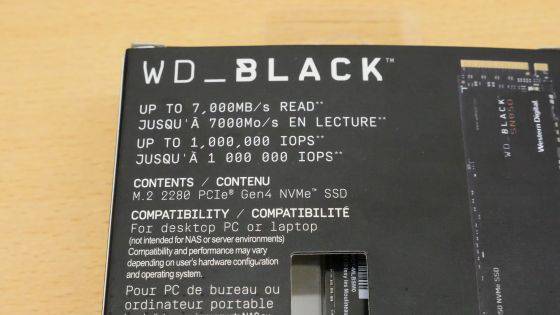 WD_BLACK™
UP TO 7,000MB/s READ**
JUSQU'À 7000Mo/s EN LECTURE**
UP TO 1,000,000 IOPS**
JUSQU'À 1 000 000 IOPS**
CONTENTS / CONTENU
M.2 2280 PCIe® Gen4 NVMe™ SSD
COMPATIBILITY / COMPATIBILITÉ
For desktop PC or laptop
(not intended for NAS or server environments)
Compatibility and performance may vary
depending on user's hardware configuration
and operating system.
Pour PC de bureau ou
ordinateur portable
WD_BLACK
SN850
Western Digital
NVMe SSD